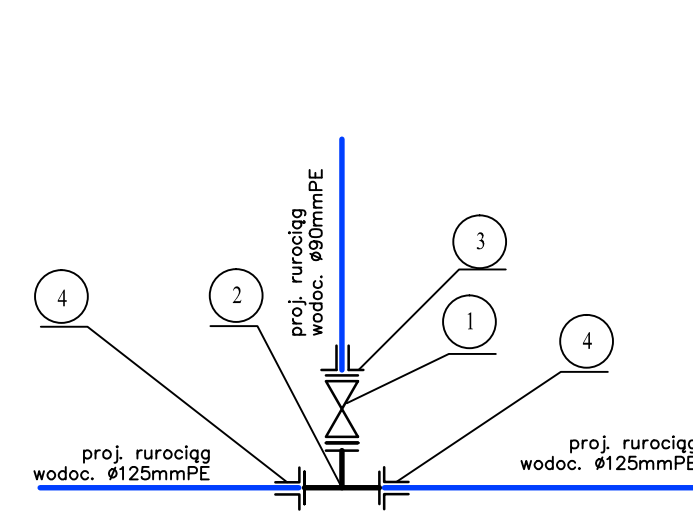 proj. rurociąg
wodoc. Ø90mmPE
3
4
2
1
4
proj. rurociąg
wodoc. Ø125mmPE
proj. rurociąg
wodoc. Ø125mmPE